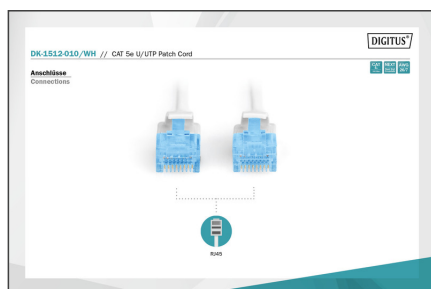 DIGITUS®
DK-1512-010/WH // CAT 5e U/UTP Patch Cord
Anschlüsse
Connections
RJ45